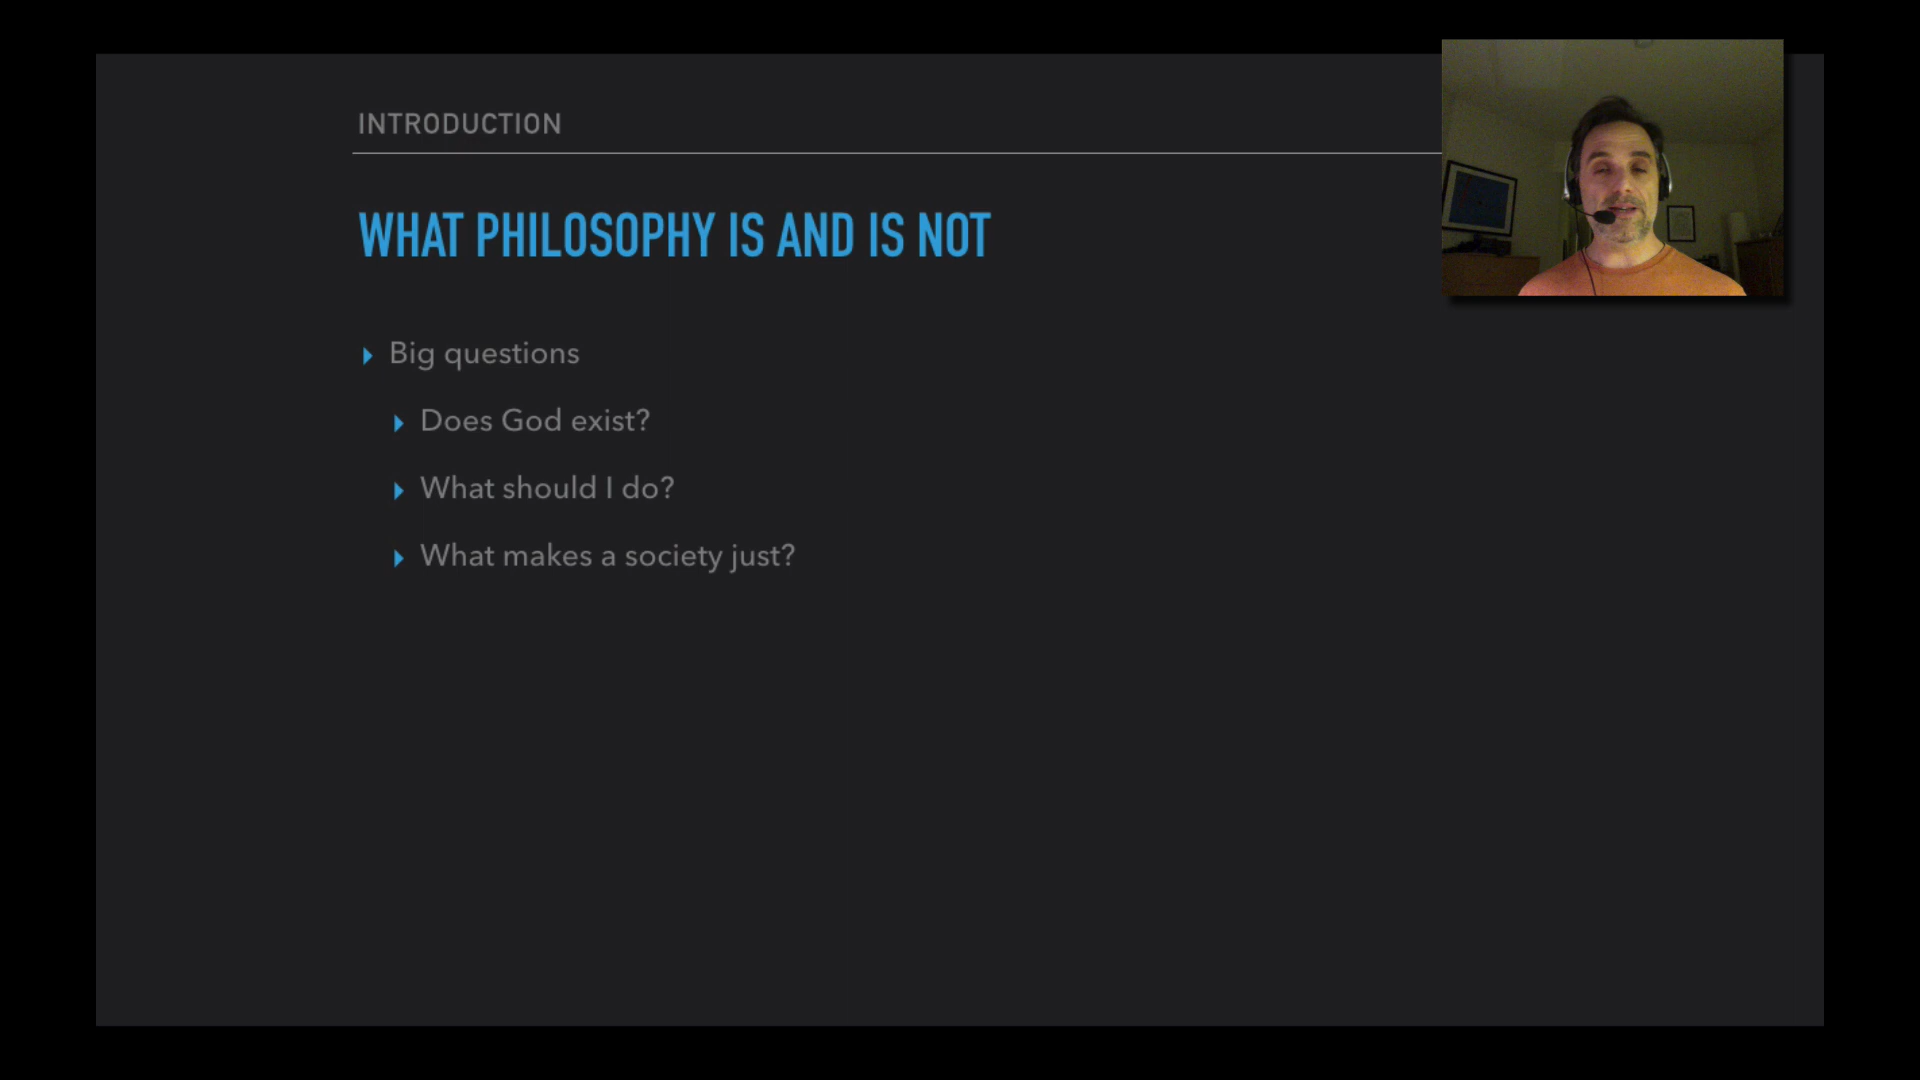 INTRODUCTION
WHAT PHILOSOPHY IS AND IS NOT
Big questions
Does God exist?
What should I do?
What makes a society just?